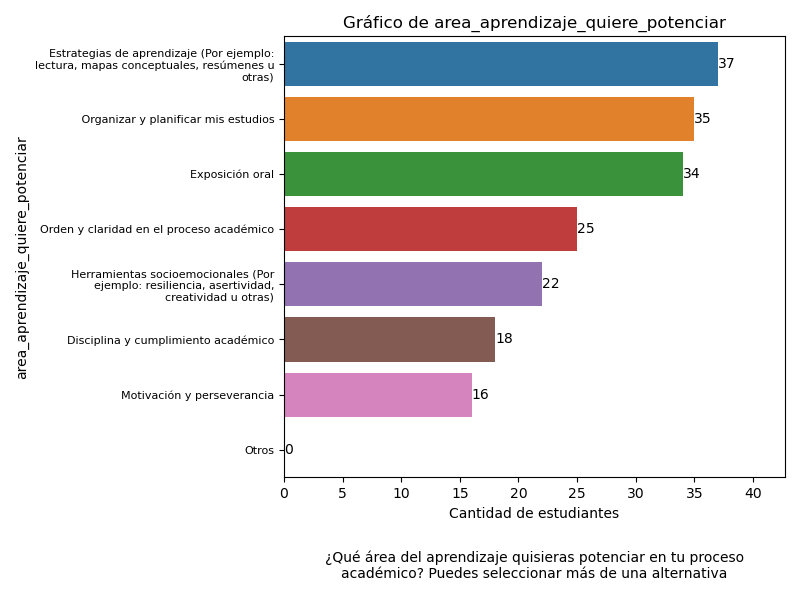 Gráfico de area_aprendizaje_quiere_potenciar
area_aprendizaje_quiere_potenciar
Estrategias de aprendizaje (Por ejemplo:
lectura, mapas conceptuales, resúmenes u
otras)
37
Organizar y planificar mis estudios
35
Exposición oral
34
Orden y claridad en el proceso académico
25
Herramientas socioemocionales (Por
ejemplo: resiliencia, asertividad,
creatividad u otras)
22
Disciplina y cumplimiento académico
18
Motivación y perseverancia
16
Otros
0
0 5 10 15 20 25 30 35 40
Cantidad de estudiantes
¿Qué área del aprendizaje quisieras potenciar en tu proceso
académico? Puedes seleccionar más de una alternativa